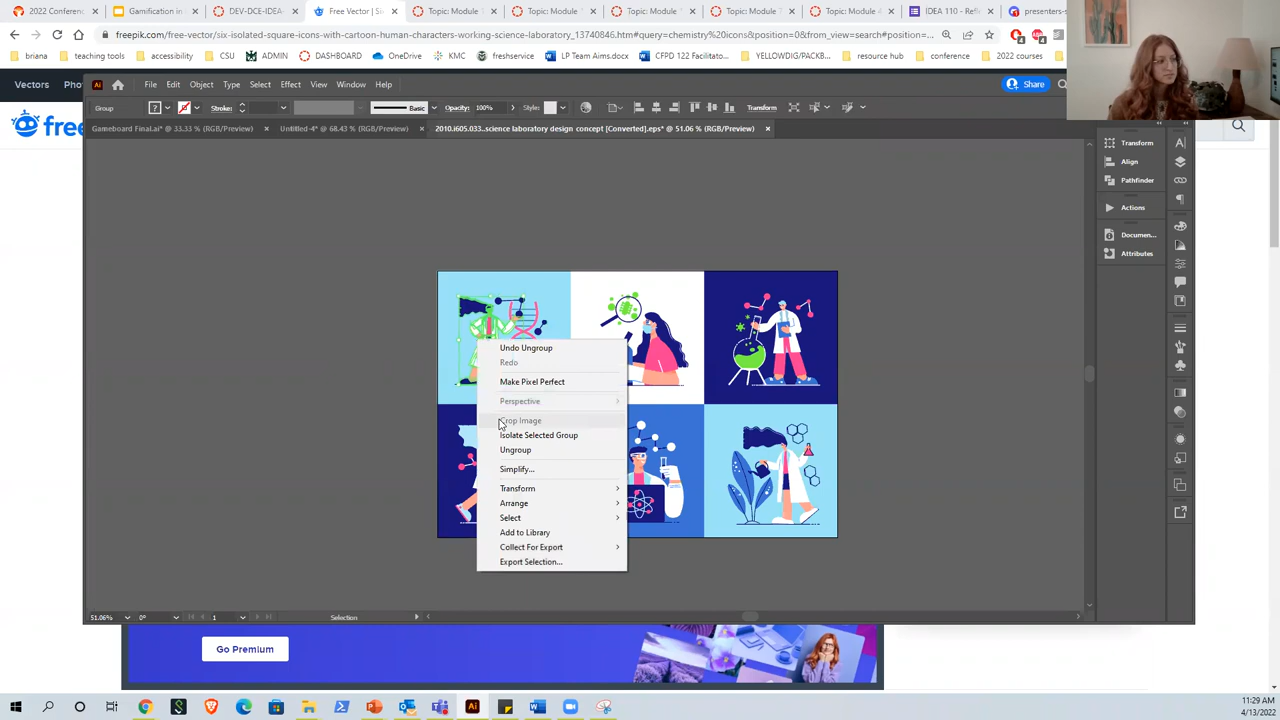 2022 Conferenc
Gamification in
DEV-DCE-IDEA-
Free Vector | Si
Topic: Module
Topic: Module
Topic: Module
Topic: Module
Topic: Module
IDEA 110 - Refl
presenters-s
freepik.com/free-vector/six-isolated-square-icons-with-cartoon-human-characters-working-science-laboratory_13740846.htm#query=chemistry%20icons&position=0&from_view=search#position=...
briana
teaching tools
accessibility
CSU
ADMIN
DASHBOARD
KMC
freshservice
LP Team Aims.docx
CFPD 122 Facilitato...
YELLOWDIG/PACKB...
resource hub
conference
2022 courses
Vectors
Pho
free
Ai
File
Edit
Object
Type
Select
Effect
View
Window
Help
Share
Group
Stroke:
Basic
Opacity:
100%
Style:
Transform
Gameboard Final.ai* @ 33.33 % (RGB/Preview)
Untitled-4* @ 68.43 % (RGB/Preview)
2010.i605.033..science laboratory design concept [Converted].eps* @ 51.06 % (RGB/Preview)
Transform
Align
Pathfinder
Actions
Documen...
Attributes
Undo Ungroup
Redo
Make Pixel Perfect
Perspective
Crop Image
Isolate Selected Group
Ungroup
Simplify...
Transform
Arrange
Select
Add to Library
Collect For Export
Export Selection...
51.06%
0°
1
Selection
Go Premium
11:29 AM
4/13/2022